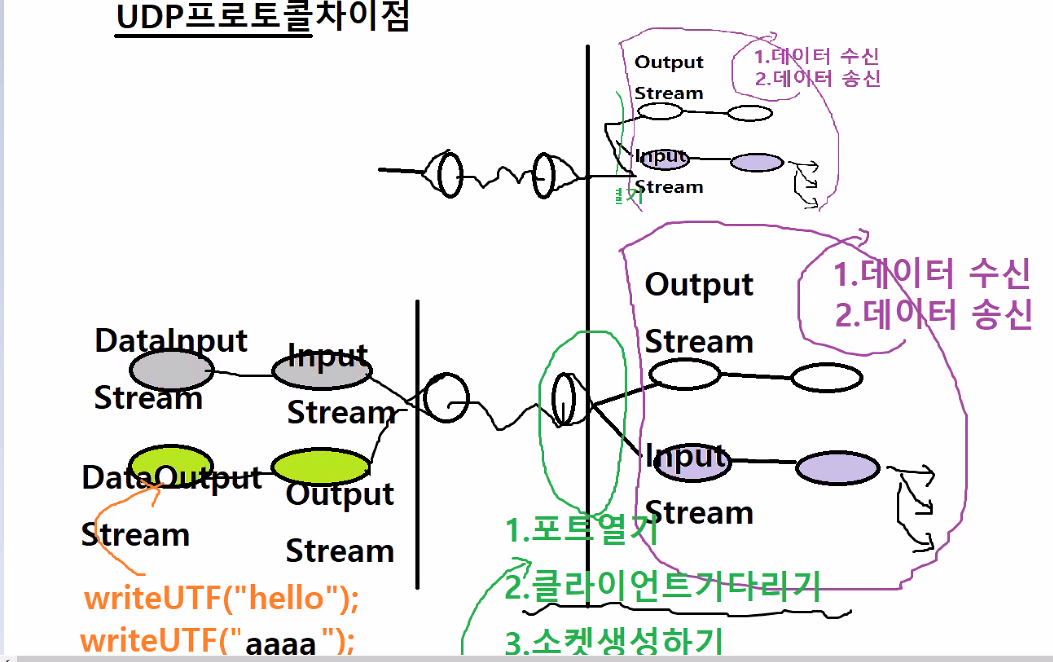 UDP프로토콜차이점
Output
Stream
1.데이터 수신
2.데이터 송신
Input
Stream
열기
Output
Stream
1.데이터 수신
2.데이터 송신
DataInput
Stream
Input
Stream
DataOutput
Stream
Output
Stream
Input
Stream
1.포트열기
2.클라이언트기다리기
3.소켓생성하기
writeUTF("hello");
writeUTF("aaaa");